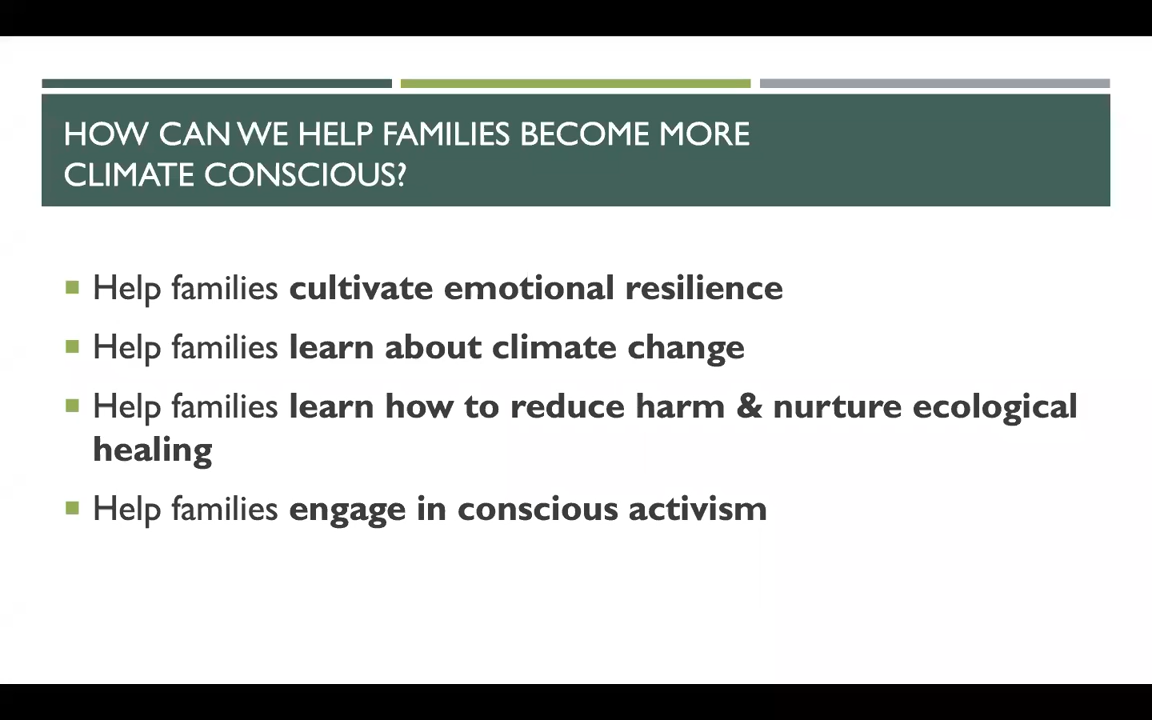 HOW CAN WE HELP FAMILIES BECOME MORE
CLIMATE CONSCIOUS?
Help families cultivate emotional resilience
Help families learn about climate change
Help families learn how to reduce harm & nurture ecological
healing
Help families engage in conscious activism